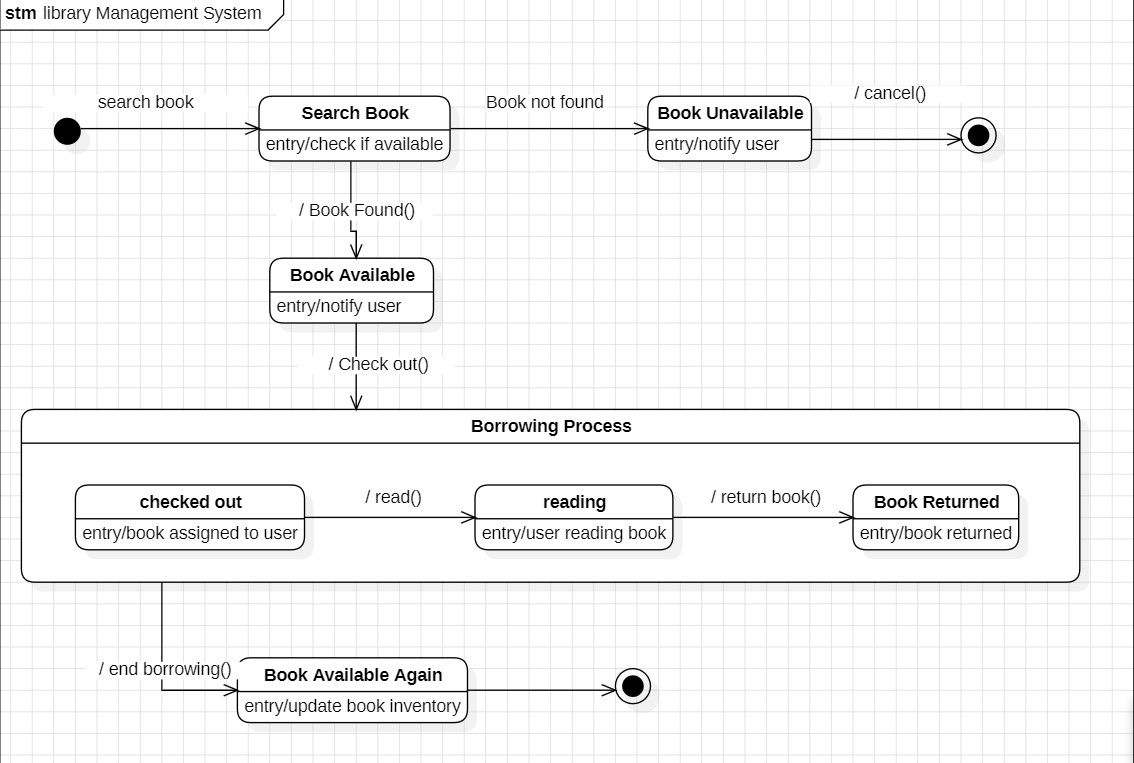 stm library Management System
search book
Search Book
entry/check if available
Book not found
Book Unavailable
entry/notify user
/ cancel()
/ Book Found()
Book Available
entry/notify user
/ Check out()
Borrowing Process
checked out
entry/book assigned to user
/ read()
reading
entry/user reading book
/ return book()
Book Returned
entry/book returned
/ end borrowing()
Book Available Again
entry/update book inventory